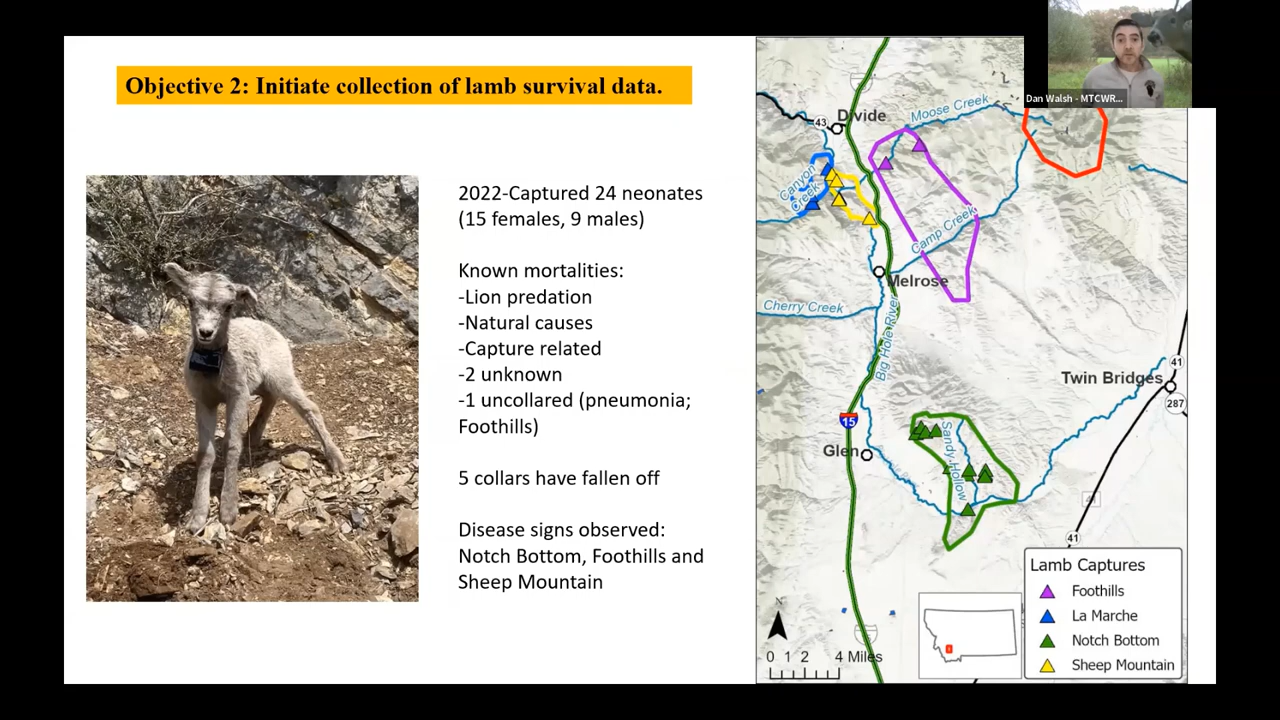 Objective 2: Initiate collection of lamb survival data.
2022-Captured 24 neonates
(15 females, 9 males)
Known mortalities:
-Lion predation
-Natural causes
-Capture related
-2 unknown
-1 uncollared (pneumonia;
Foothills)
5 collars have fallen off
Disease signs observed:
Notch Bottom, Foothills and
Sheep Mountain
Dan Walsh - MTCWR...
43
Divide
Moose Creek
Canyon
Creek
Camp Creek
Melrose
Cherry Creek
Big Hole River
41
Twin Bridges
287
15
Glen
Sandy Hollow
41
N
0 1 2 4 Miles
Lamb Captures
Foothills
La Marche
Notch Bottom
Sheep Mountain